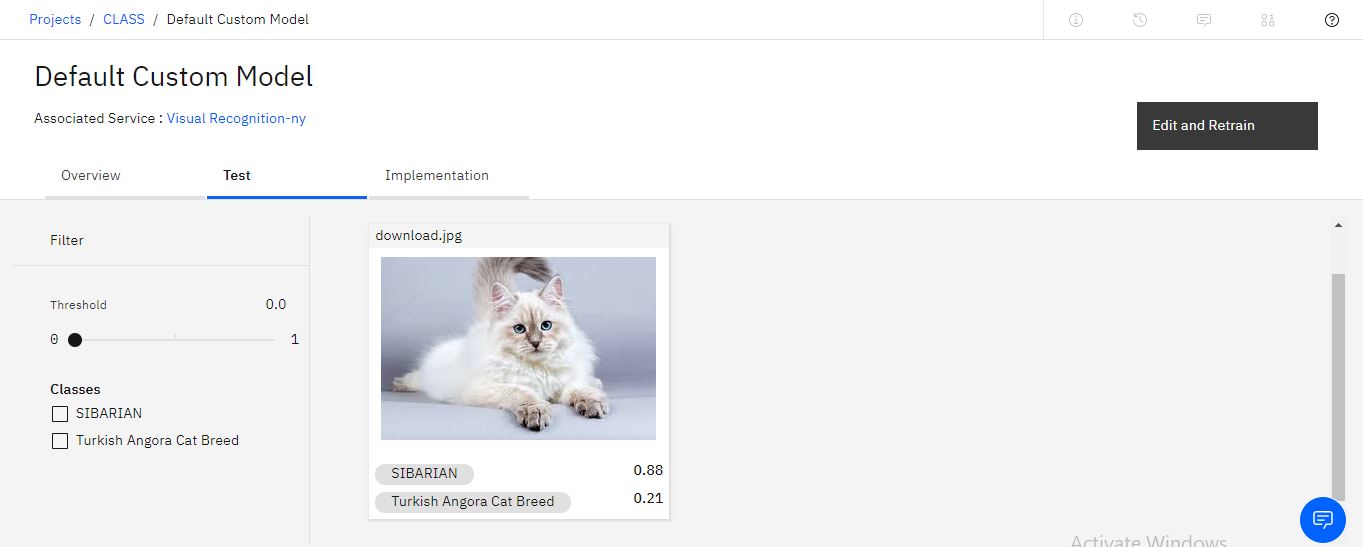 Projects / CLASS / Default Custom Model
Default Custom Model
Associated Service : Visual Recognition-ny
Edit and Retrain
Overview
Test
Implementation
Filter
Threshold 0.0
0 1
Classes
SIBARIAN
Turkish Angora Cat Breed
download.jpg
SIBARIAN 0.88
Turkish Angora Cat Breed 0.21
Activate Windows